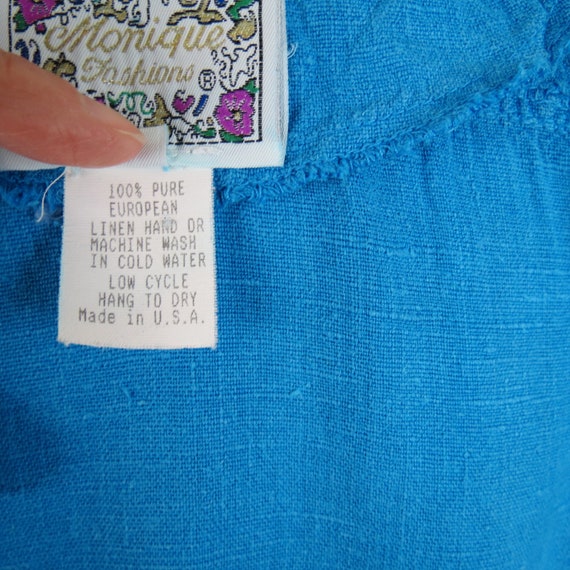 Monique
Fashions ®
100% PURE
EUROPEAN
LINEN HAND OR
MACHINE WASH
IN COLD WATER
LOW CYCLE
HANG TO DRY
Made in U.S.A.